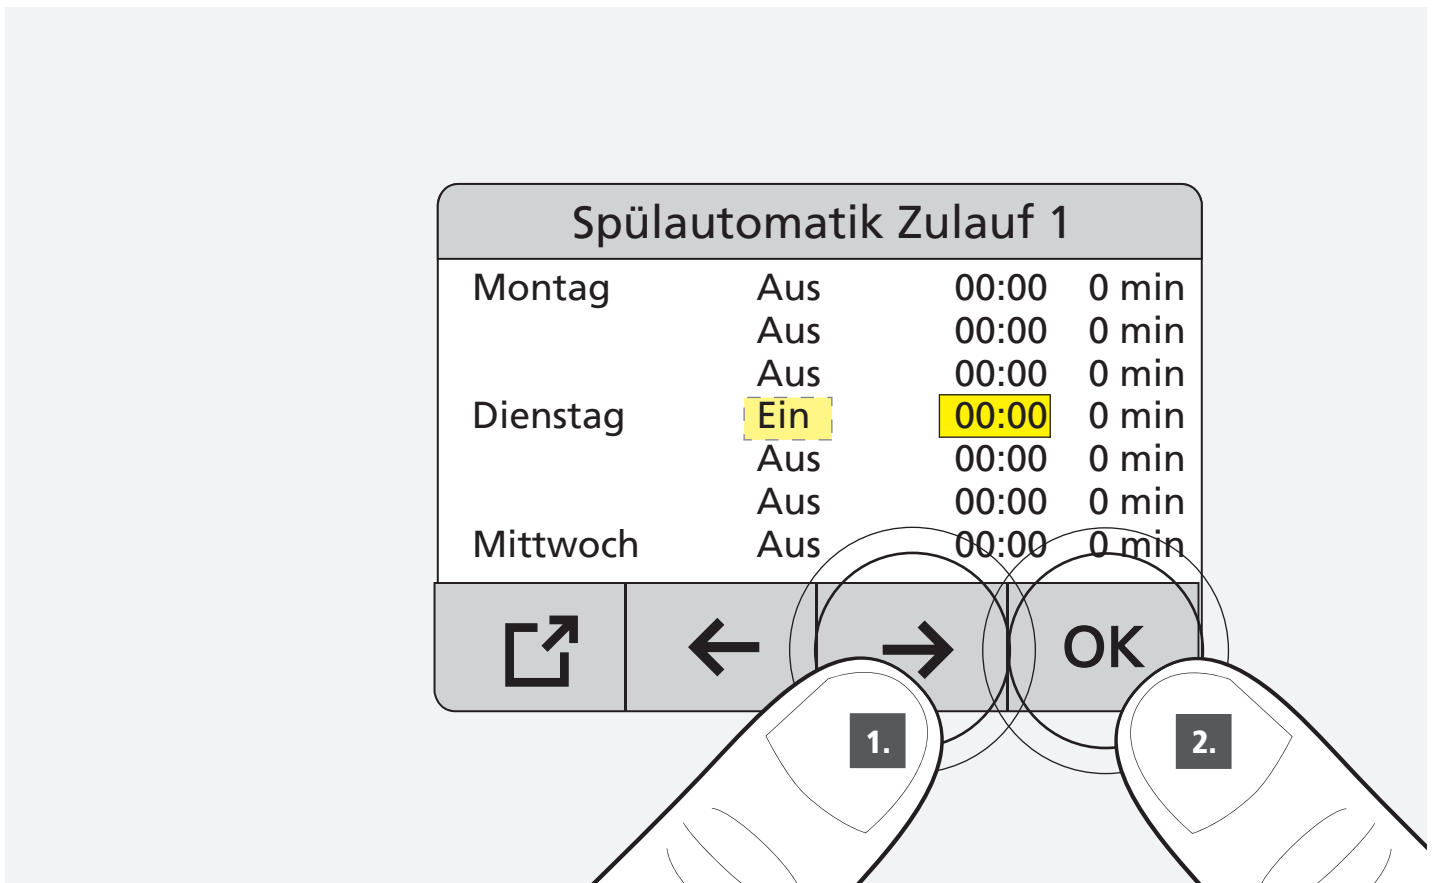 Spülautomatik Zulauf 1
Montag Aus 00:00 0 min
Aus 00:00 0 min
Aus 00:00 0 min
Dienstag Ein 00:00 0 min
Aus 00:00 0 min
Aus 00:00 0 min
Mittwoch Aus 00:00 0 min
OK
1. 2.